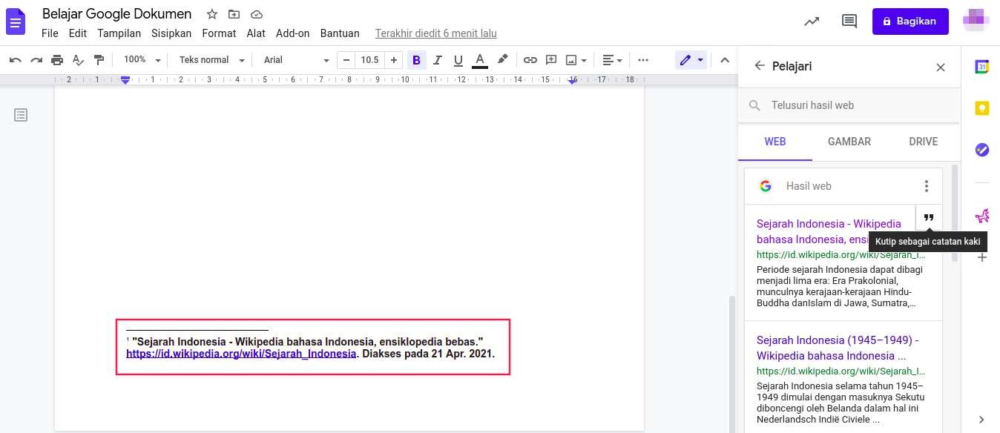 Belajar Google Dokumen
File Edit Tampilan Sisipkan Format Alat Add-on Bantuan Terakhir diedit 6 menit lalu
Bagikan
100% Teks normal Arial − 10.5 + B I U A
2 1 1 2 3 4 5 6 7 8 9 10 11 12 13 14 15 16 17 18
Pelajari
31
Telusuri hasil web
WEB GAMBAR DRIVE
Hasil web
Sejarah Indonesia - Wikipedia
bahasa Indonesia, ensi
Kutip sebagai catatan kaki
https://id.wikipedia.org/wiki/Sejarah_I...
Periode sejarah Indonesia dapat dibagi
menjadi lima era: Era Prakolonial,
munculnya kerajaan-kerajaan Hindu-
Buddha danIslam di Jawa, Sumatra,...
Sejarah Indonesia (1945–1949) -
Wikipedia bahasa Indonesia ...
https://id.wikipedia.org/wiki/Sejarah_I...
Sejarah Indonesia selama tahun 1945–
1949 dimulai dengan masuknya Sekutu
diboncengi oleh Belanda dalam hal ini
Nederlandsch Indië Civiele ...
¹ "Sejarah Indonesia - Wikipedia bahasa Indonesia, ensiklopedia bebas."
https://id.wikipedia.org/wiki/Sejarah_Indonesia. Diakses pada 21 Apr. 2021.